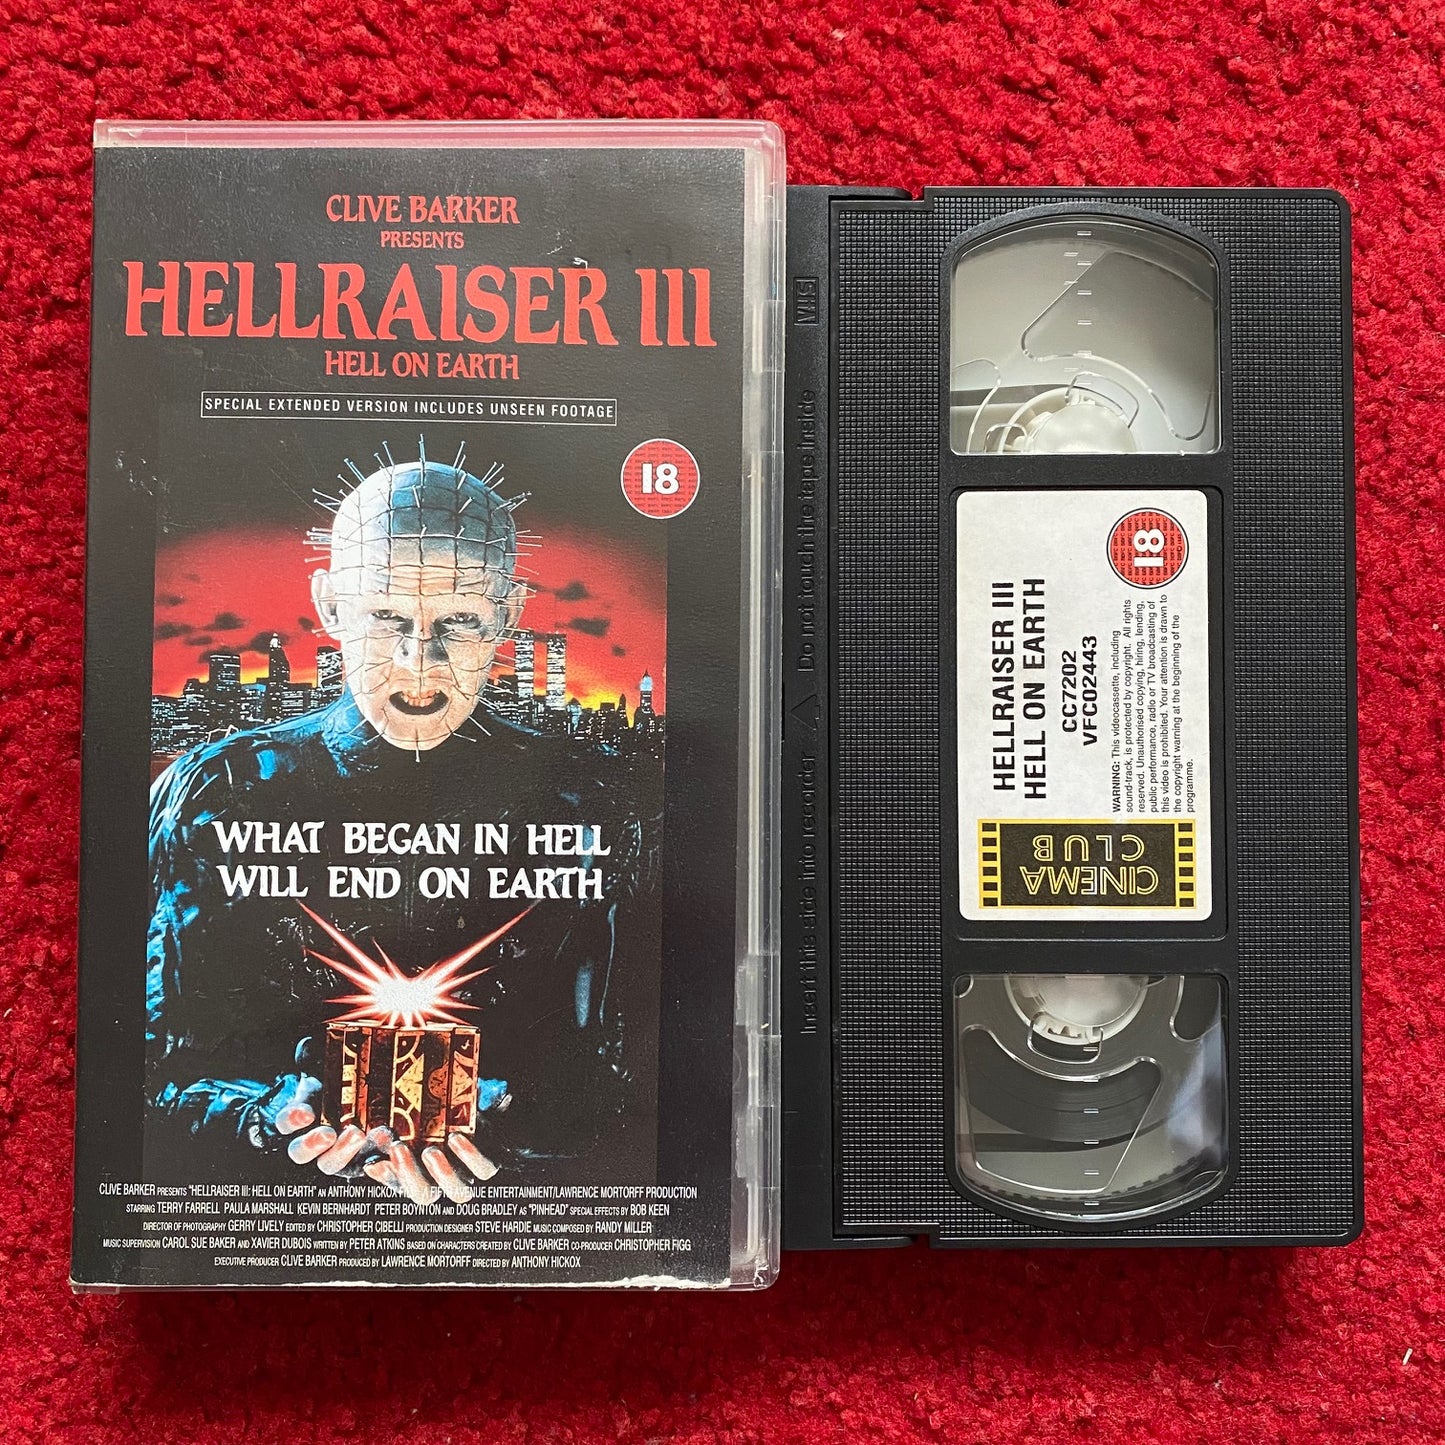 CLIVE BARKER
PRESENTS
HELLRAISER III
HELL ON EARTH
SPECIAL EXTENDED VERSION INCLUDES UNSEEN FOOTAGE
18
WHAT BEGAN IN HELL
WILL END ON EARTH
CLIVE BARKER PRESENTS "HELLRAISER III: HELL ON EARTH" AN ANTHONY HICKOX FILM A FIFTH AVENUE ENTERTAINMENT/LAWRENCE MORTORFF PRODUCTION
STARRING TERRY FARRELL PAULA MARSHALL KEVIN BERNHARDT PETER BOYNTON AND DOUG BRADLEY AS "PINHEAD" SPECIAL EFFECTS BY BOB KEEN
DIRECTOR OF PHOTOGRAPHY GERRY LIVELY EDITED BY CHRISTOPHER CIBELLI PRODUCTION DESIGNER STEVE HARDIE MUSIC COMPOSED BY RANDY MILLER
MUSIC SUPERVISION CAROL SUE BAKER AND XAVIER DUBOIS WRITTEN BY PETER ATKINS BASED ON CHARACTERS CREATED BY CLIVE BARKER CO-PRODUCER CHRISTOPHER FIGG
EXECUTIVE PRODUCER CLIVE BARKER PRODUCED BY LAWRENCE MORTORFF DIRECTED BY ANTHONY HICKOX
VHS
Insert this side into recorder Do not touch the tape inside
CINEMA
CLUB
HELLRAISER III
HELL ON EARTH
CC7202
VFC02443
WARNING: This videocassette, including
sound-track, is protected by copyright. All rights
reserved. Unauthorised copying, hiring, lending,
public performance, radio or TV broadcasting of
this video is prohibited. Your attention is drawn to
the copyright warning at the beginning of the
programme.
18